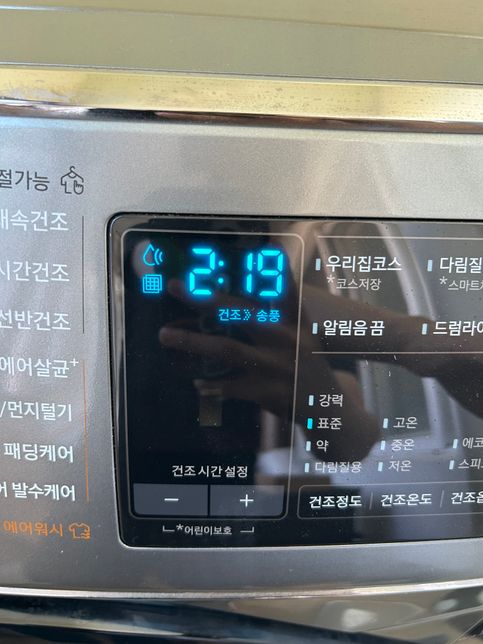 절가능
내속건조
시간건조
선반건조
에어살균+
/먼지털기
패딩케어
어 발수케어
에어워시
2:19
건조》송풍
우리집코스
*코스저장
다림질
*스마트
알림음 끔
드럼라이
강력
표준
약
다림질용
고온
중온
저온
에코
스피
건조 시간 설정
− +
*어린이보호
건조정도
건조온도
건조옵